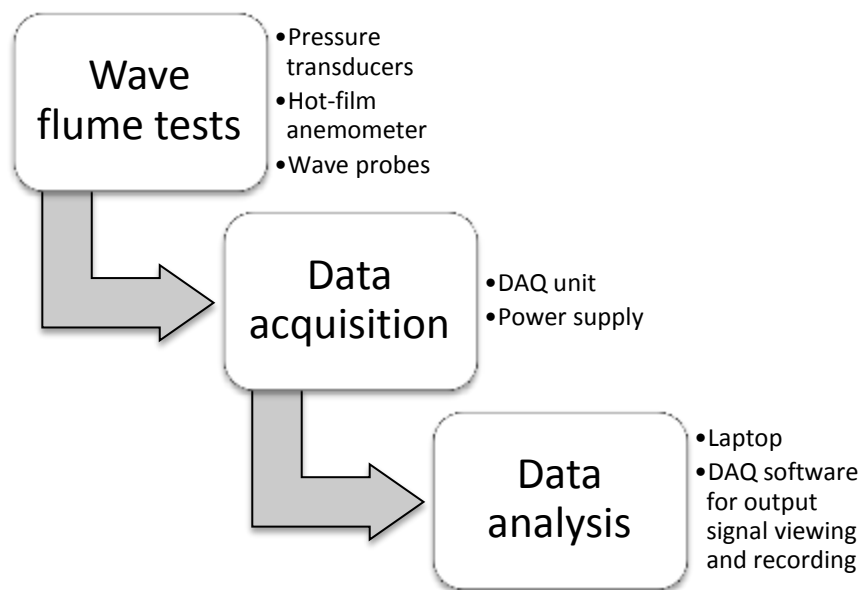 Wave
flume tests
•Pressure
transducers
•Hot-film
anemometer
•Wave probes
Data
acquisition
•DAQ unit
•Power supply
Data
analysis
•Laptop
•DAQ software
for output
signal viewing
and recording